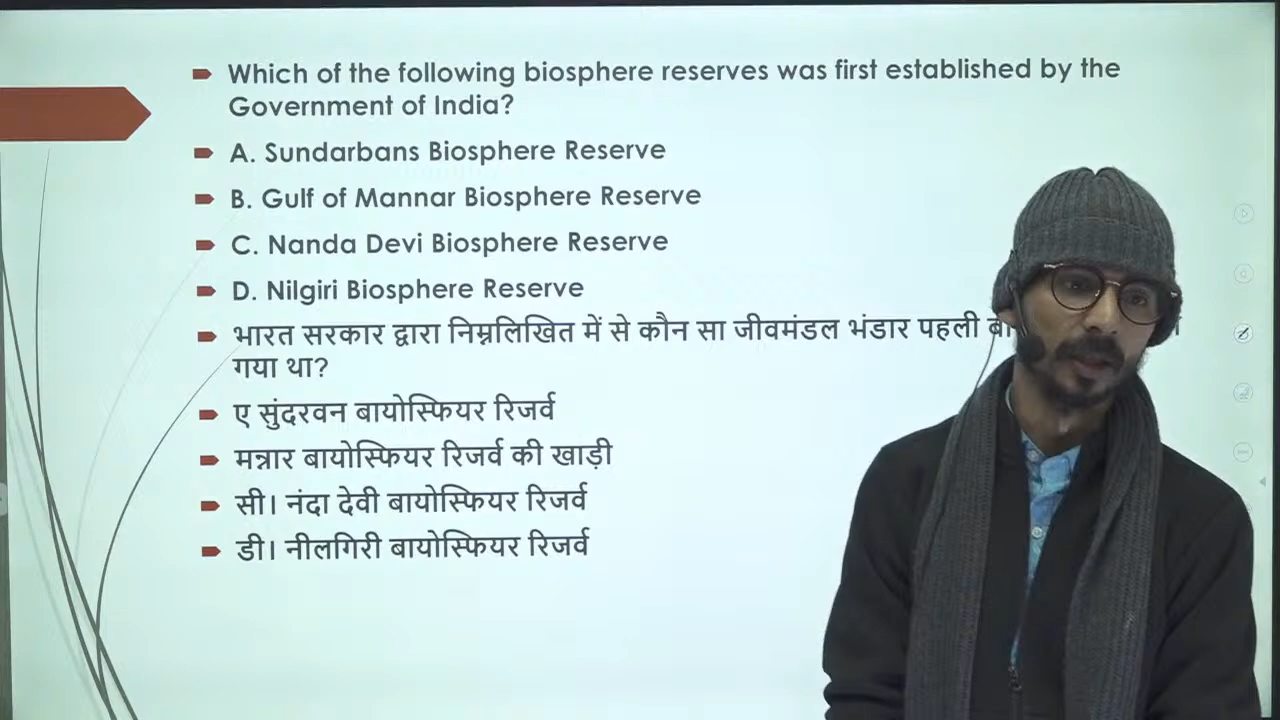 Which of the following biosphere reserves was first established by the
Government of India?
A. Sundarbans Biosphere Reserve
B. Gulf of Mannar Biosphere Reserve
C. Nanda Devi Biosphere Reserve
D. Nilgiri Biosphere Reserve
भारत सरकार द्वारा निम्नलिखित में से कौन सा जीवमंडल भंडार पहली
गया था?
ए सुंदरवन बायोस्फियर रिजर्व
मन्नार बायोस्फियर रिजर्व की खाड़ी
सी। नंदा देवी बायोस्फियर रिजर्व
डी। नीलगिरी बायोस्फियर रिजर्व